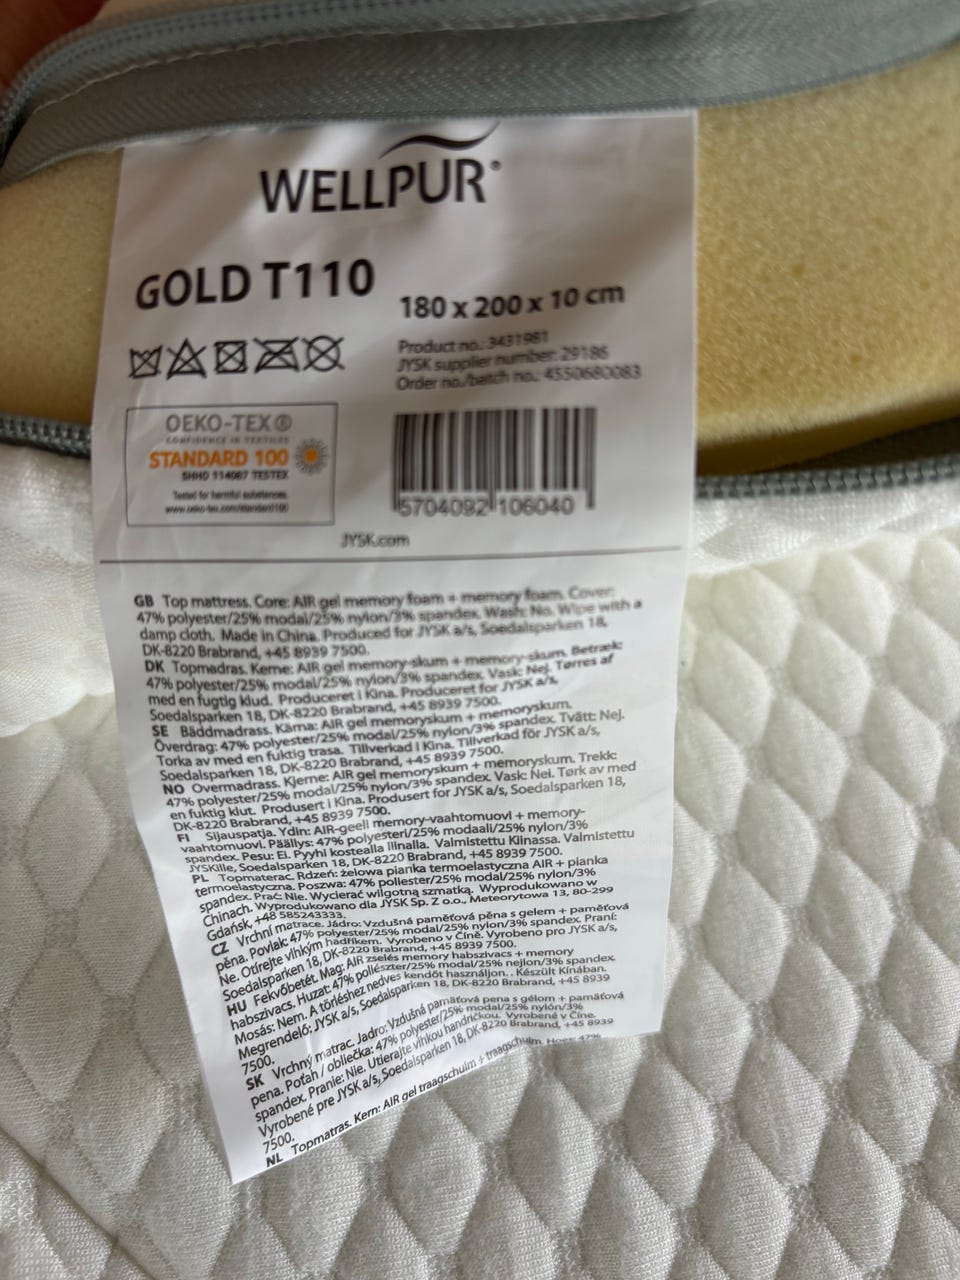 WELLPUR®
GOLD T110
180 x 200 x 10 cm
Product no.: 3431981
JYSK supplier number: 29186
Order no./batch no.: 4550680083
OEKO-TEX®
CONFIDENCE IN TEXTILES
STANDARD 100
SHHO 114087 TESTEX
Tested for harmful substances.
www.oeko-tex.com/standard100
5704092 106040
JYSK.com
GB Top mattress. Core: AIR gel memory foam + memory foam. Cover:
47% polyester/25% modal/25% nylon/3% spandex. Wash: No. Wipe with a
damp cloth. Made in China. Produced for JYSK a/s, Soedalsparken 18,
DK-8220 Brabrand, +45 8939 7500.
DK Topmadras. Kerne: AIR gel memory-skum + memory-skum. Betræk:
47% polyester/25% modal/25% nylon/3% spandex. Vask: Nej. Tørres af
med en fugtig klud. Produceret i Kina. Produceret for JYSK a/s,
Soedalsparken 18, DK-8220 Brabrand, +45 8939 7500.
SE Bäddmadrass. Kärna: AIR gel memoryskum + memoryskum.
Överdrag: 47% polyester/25% modal/25% nylon/3% spandex. Tvätt: Nej.
Torka av med en fuktig trasa. Tillverkad i Kina. Tillverkad för JYSK a/s,
Soedalsparken 18, DK-8220 Brabrand, +45 8939 7500.
NO Overmadrass. Kjerne: AIR gel memoryskum + memoryskum. Trekk:
47% polyester/25% modal/25% nylon/3% spandex. Vask: Nei. Tørk av med
en fuktig klut. Produsert i Kina. Produsert for JYSK a/s, Soedalsparken 18,
DK-8220 Brabrand, +45 8939 7500.
FI Sijauspatja. Ydin: AIR-geeli memory-vaahtomuovi + memory-
vaahtomuovi. Päällys: 47% polyesteri/25% modaali/25% nylon/3%
spandex. Pesu: Ei. Pyyhi kostealla liinalla. Valmistettu Kiinassa. Valmistettu
JYSKille, Soedalsparken 18, DK-8220 Brabrand, +45 8939 7500.
PL Topmaterac. Rdzeń: żelowa pianka termoelastyczna AIR + pianka
termoelastyczna. Poszwa: 47% poliester/25% modal/25% nylon/3%
spandex. Prać: Nie. Wycierać wilgotną szmatką. Wyprodukowano w
Chinach. Wyprodukowano dla JYSK Sp. Z o.o., Meteorytowa 13, 80-299
Gdańsk, +48 585243333.
CZ Vrchní matrace. Jádro: Vzdušná paměťová pěna s gelem + paměťová
pěna. Povlak: 47% polyester/25% modal/25% nylon/3% spandex. Praní:
Ne. Otírejte vlhkým hadříkem. Vyrobeno v Číně. Vyrobeno pro JYSK a/s,
Soedalsparken 18, DK-8220 Brabrand, +45 8939 7500.
HU Fekvőbetét. Mag: AIR zselés memory habszivacs + memory
habszivacs. Huzat: 47% poliészter/25% modál/25% nejlon/3% spandex.
Mosás: Nem. A törléshez nedves kendőt használjon. . Készült Kínában.
Megrendelő: JYSK a/s, Soedalsparken 18, DK-8220 Brabrand, +45 8939
7500.
SK Vrchný matrac. Jadro: Vzdušná pamäťová pena s gélom + pamäťová
pena. Poťah / obliečka: 47% polyester/25% modal/25% nylón/3%
spandex. Pranie: Nie. Utierajte vlhkou handričkou. Vyrobené v Číne.
Vyrobené pre JYSK a/s, Soedalsparken 18, DK-8220 Brabrand, +45 8939
7500.
NL Topmatras. Kern: AIR gel traagschuim + traagschuim. Hoes: 47%